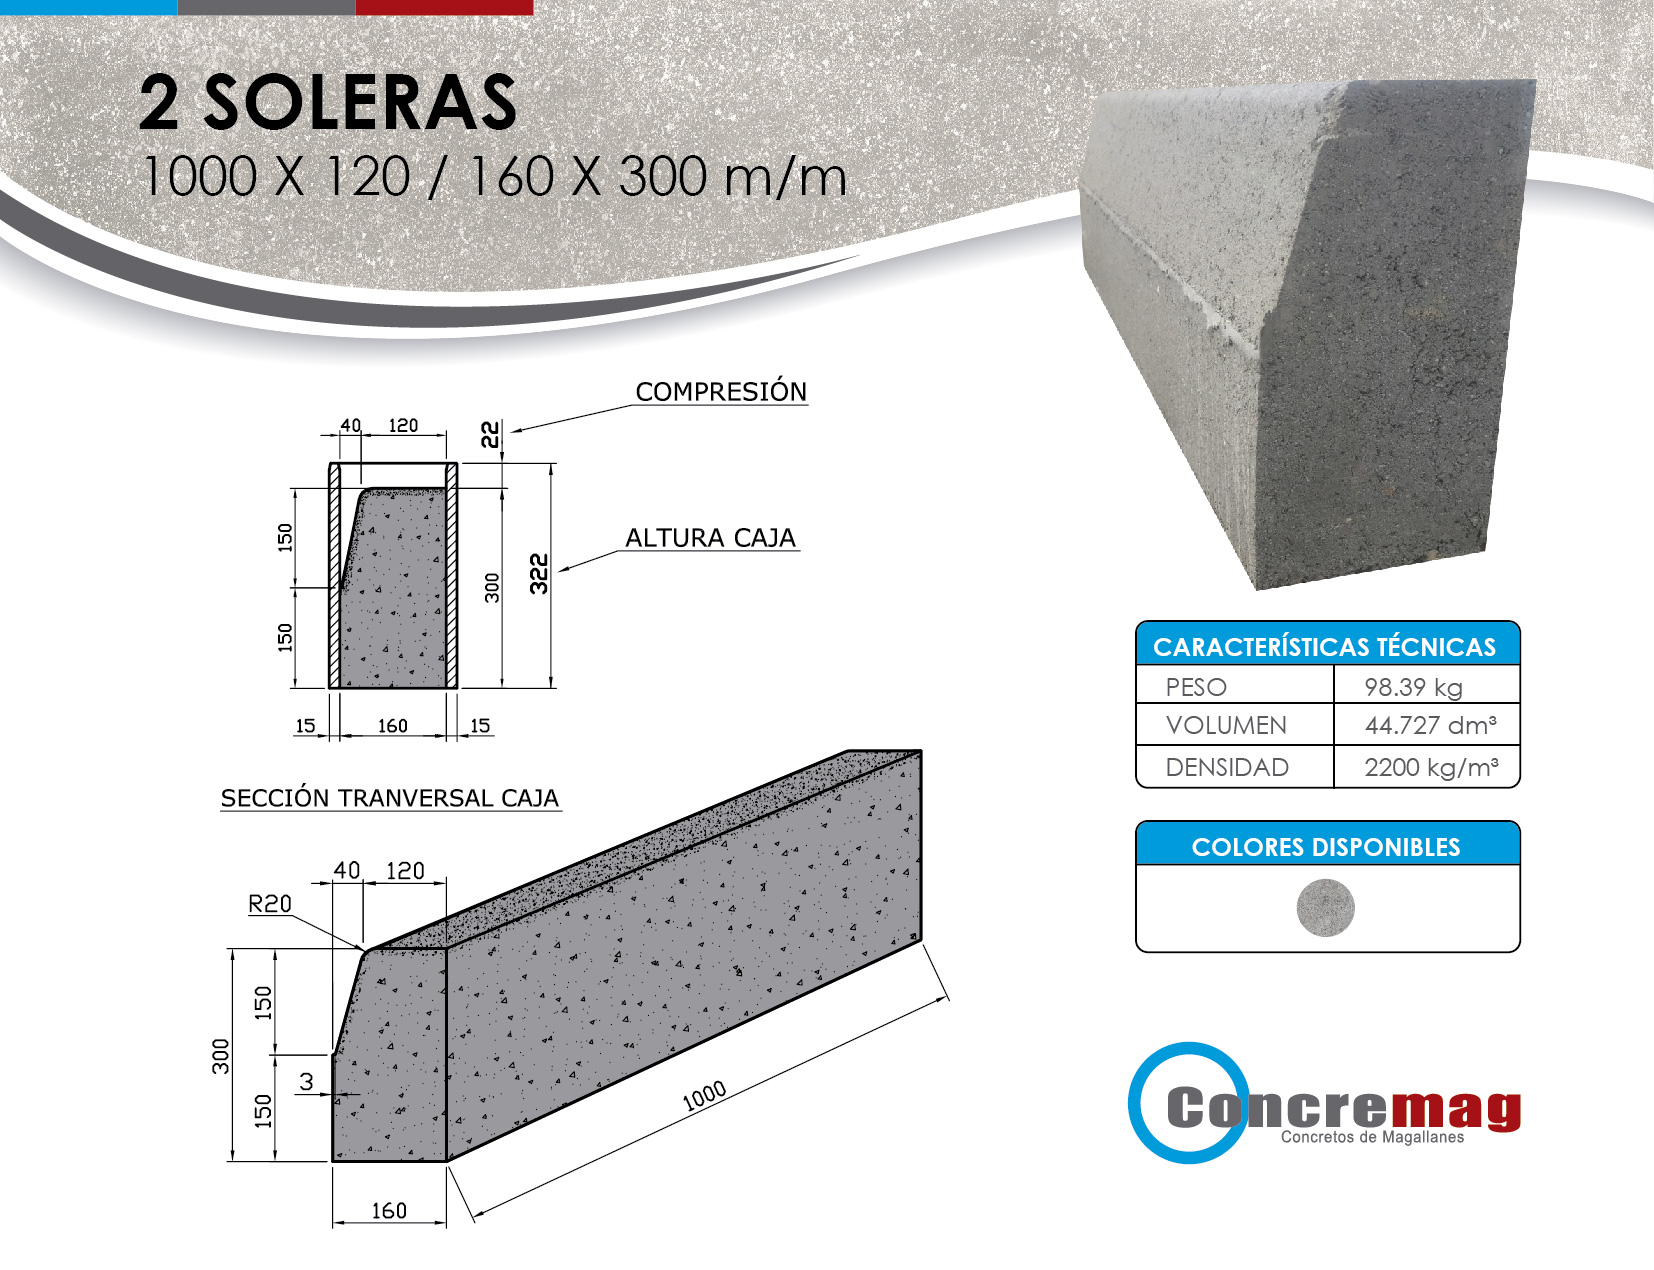 2 SOLERAS
1000 X 120 / 160 X 300 m/m
COMPRESIÓN
40
120
22
150
ALTURA CAJA
322
300
150
15
160
15
SECCIÓN TRANVERSAL CAJA
40
120
R20
150
300
3
150
1000
160
CARACTERÍSTICAS TÉCNICAS
PESO 98.39 kg
VOLUMEN 44.727 dm³
DENSIDAD 2200 kg/m³
COLORES DISPONIBLES
Concremag
Concretos de Magallanes